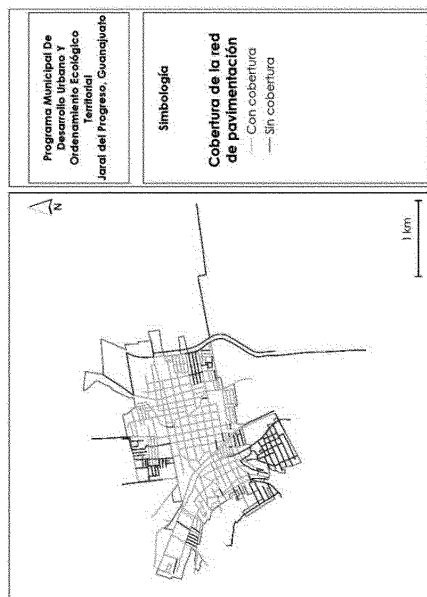 Programa Municipal De
Desarrollo Urbano Y
Ordenamiento Ecológico
Territorial
Jaral del Progreso, Guanajuato
Simbología
Cobertura de la red
de pavimentación
Con cobertura
Sin cobertura
N
1 km